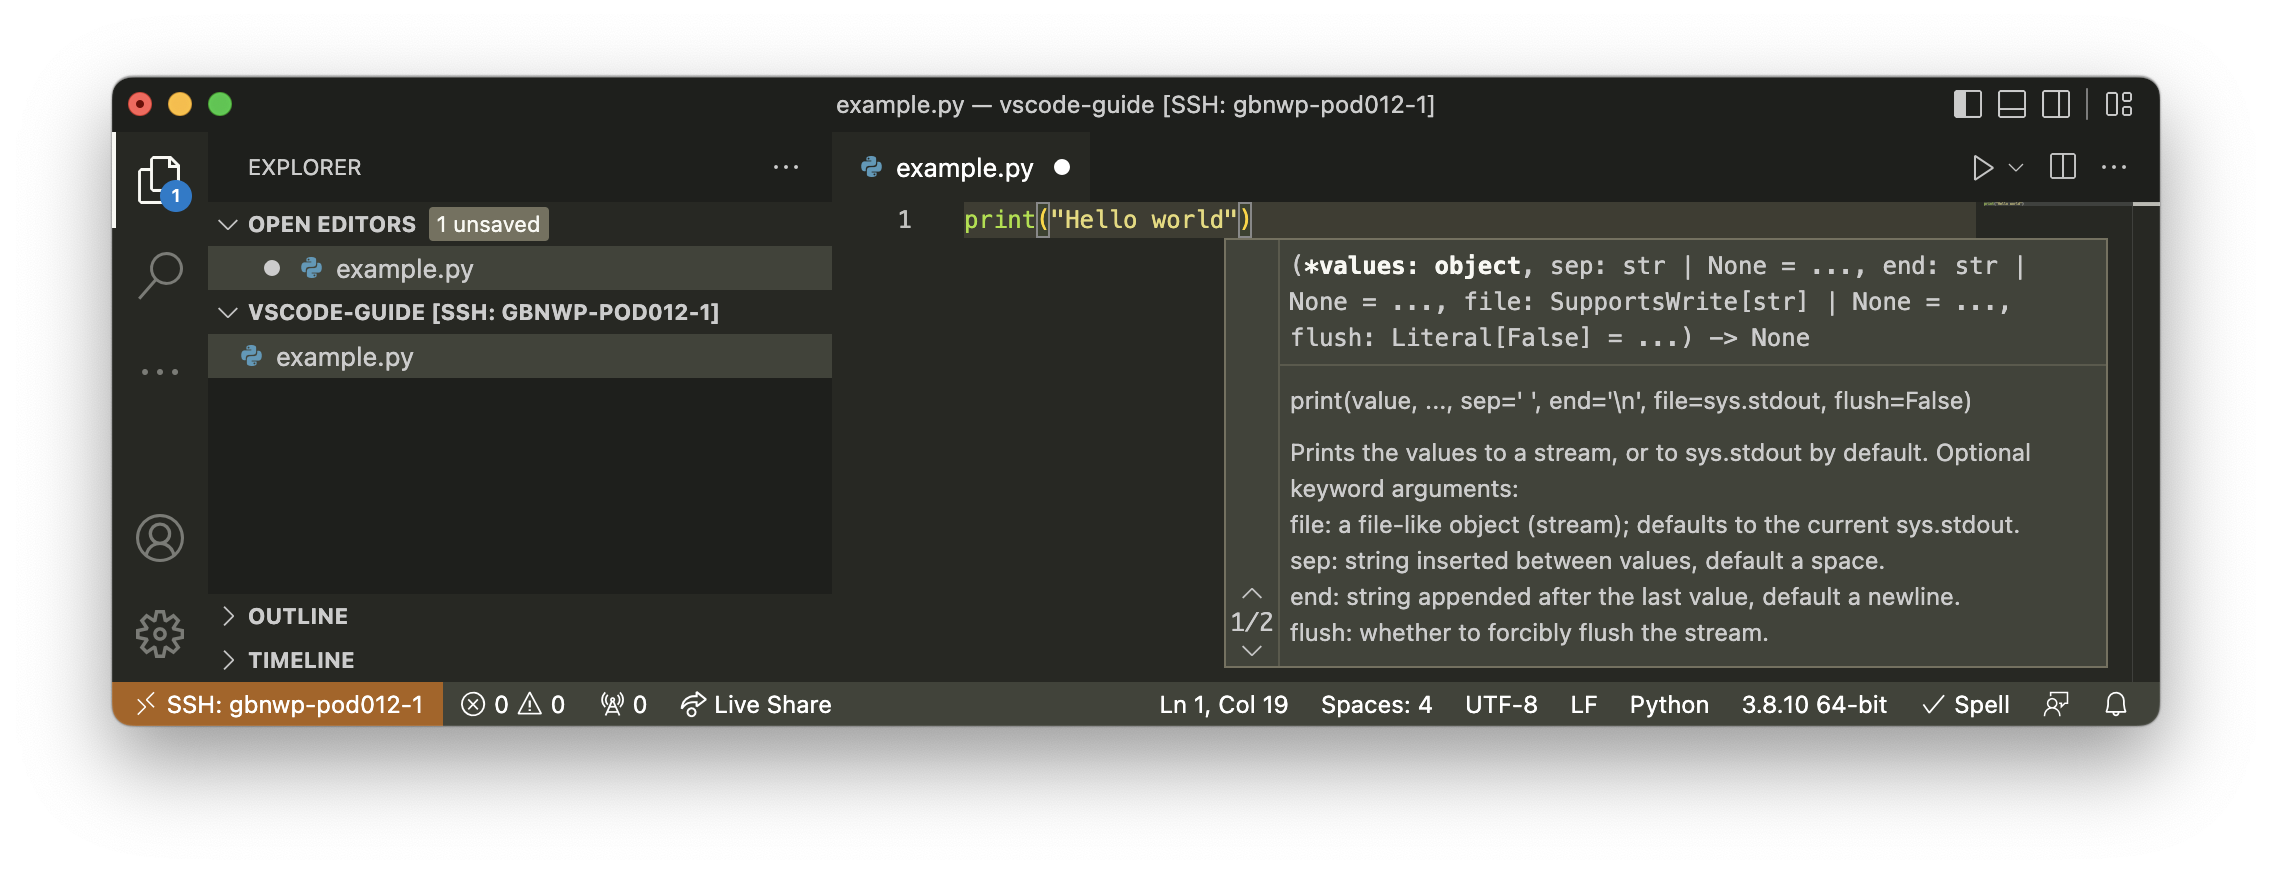 example.py — vscode-guide [SSH: gbnwp-pod012-1]
1
EXPLORER
OPEN EDITORS 1 unsaved
example.py
VSCODE-GUIDE [SSH: GBNWP-POD012-1]
example.py
OUTLINE
TIMELINE
example.py
1 print("Hello world")
(*values: object, sep: str | None = ..., end: str |
None = ..., file: SupportsWrite[str] | None = ...,
flush: Literal[False] = ...) -> None
print(value, ..., sep=' ', end='\n', file=sys.stdout, flush=False)
Prints the values to a stream, or to sys.stdout by default. Optional
keyword arguments:
file: a file-like object (stream); defaults to the current sys.stdout.
sep: string inserted between values, default a space.
end: string appended after the last value, default a newline.
flush: whether to forcibly flush the stream.
1/2
SSH: gbnwp-pod012-1 0 0 0 Live Share Ln 1, Col 19 Spaces: 4 UTF-8 LF Python 3.8.10 64-bit Spell